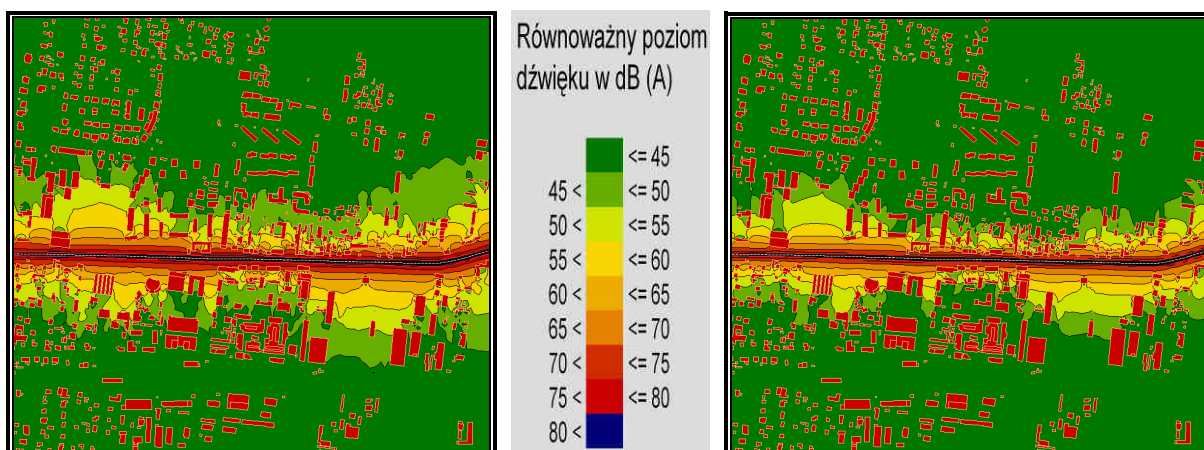 Równoważny poziom
dźwięku w dB (A)
<= 45
45 < <= 50
50 < <= 55
55 < <= 60
60 < <= 65
65 < <= 70
70 < <= 75
75 < <= 80
80 <